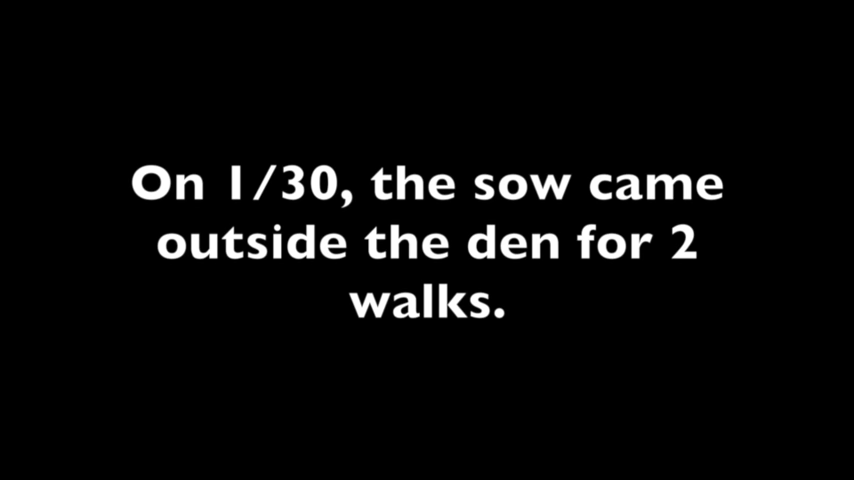 On 1/30, the sow came
outside the den for 2
walks.